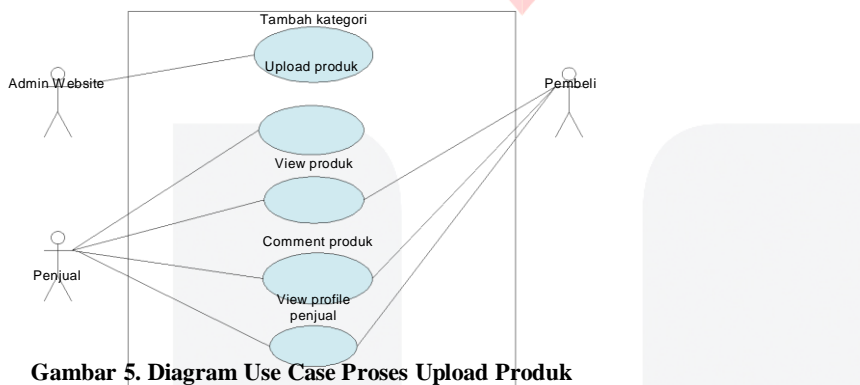 Tambah kategori
Upload produk
Admin Website
Pembeli
View produk
Comment produk
Penjual
View profile
penjual
Gambar 5. Diagram Use Case Proses Upload Produk